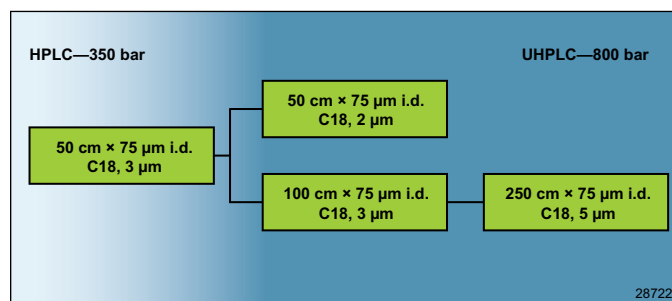 HPLC—350 bar
UHPLC—800 bar
50 cm × 75 µm i.d.
C18, 3 µm
50 cm × 75 µm i.d.
C18, 2 µm
100 cm × 75 µm i.d.
C18, 3 µm
250 cm × 75 µm i.d.
C18, 5 µm
28722